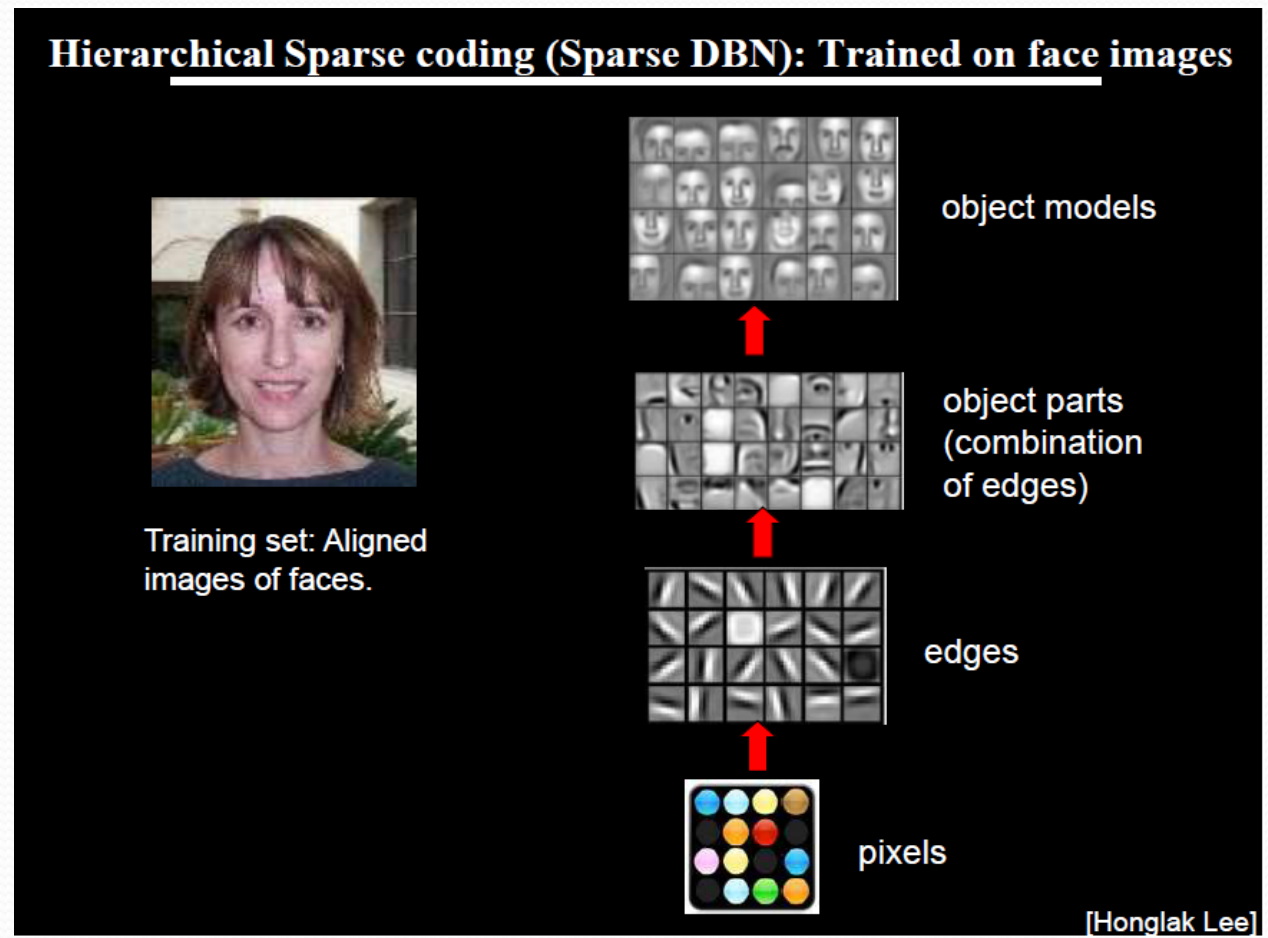 Hierarchical Sparse coding (Sparse DBN): Trained on face images
object models
object parts
(combination
of edges)
Training set: Aligned
images of faces.
edges
pixels
[Honglak Lee]